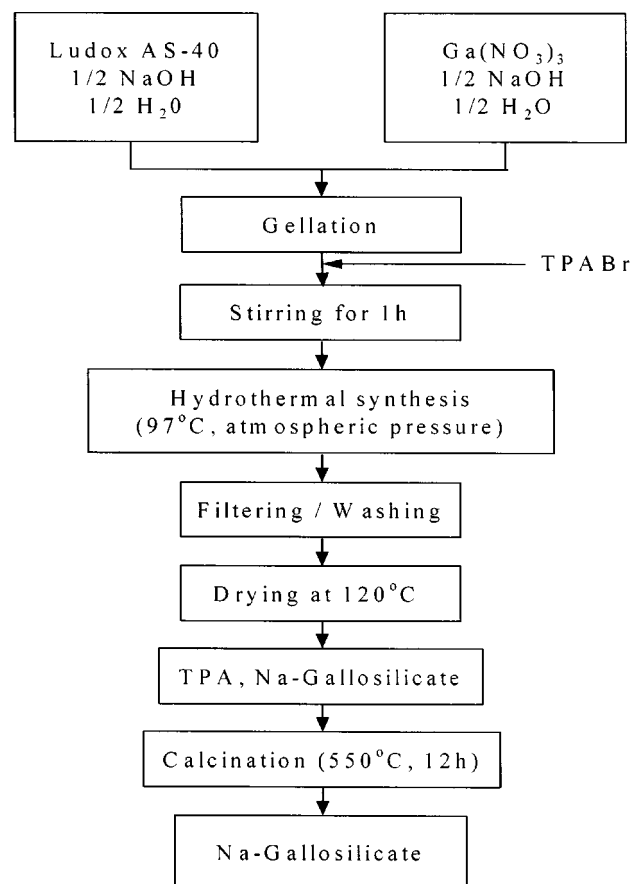 Ludox AS-40
1/2 NaOH
1/2 H₂0
Ga(NO₃)₃
1/2 NaOH
1/2 H₂O
Gellation
TPABr
Stirring for 1h
Hydrothermal synthesis
(97°C, atmospheric pressure)
Filtering / Washing
Drying at 120°C
TPA, Na-Gallosilicate
Calcination (550°C, 12h)
Na-Gallosilicate